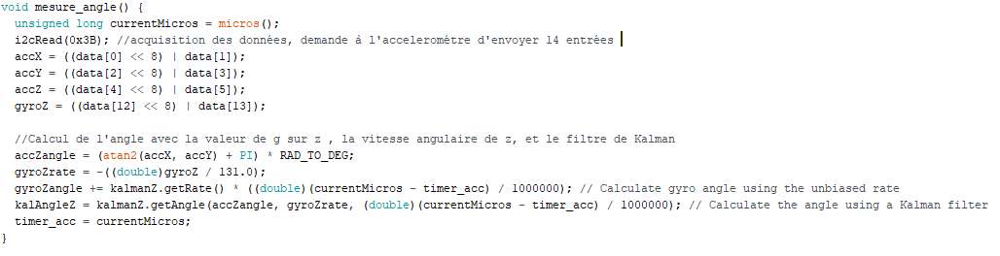 void mesure_angle() {
unsigned long currentMicros = micros();
i2cRead(0x3B); //acquisition des données, demande à l'acceleromètre d'envoyer 14 entrées
accX = ((data[0] << 8) | data[1]);
accY = ((data[2] << 8) | data[3]);
accZ = ((data[4] << 8) | data[5]);
gyroZ = ((data[12] << 8) | data[13]);
//Calcul de l'angle avec la valeur de g sur z , la vitesse angulaire de z, et le filtre de Kalman
accZangle = (atan2(accX, accY) + PI) * RAD_TO_DEG;
gyroZrate = -((double)gyroZ / 131.0);
gyroZangle += kalmanZ.getRate() * ((double)(currentMicros - timer_acc) / 1000000); // Calculate gyro angle using the unbiased rate
kalAngleZ = kalmanZ.getAngle(accZangle, gyroZrate, (double)(currentMicros - timer_acc) / 1000000); // Calculate the angle using a Kalman filter
timer_acc = currentMicros;
}